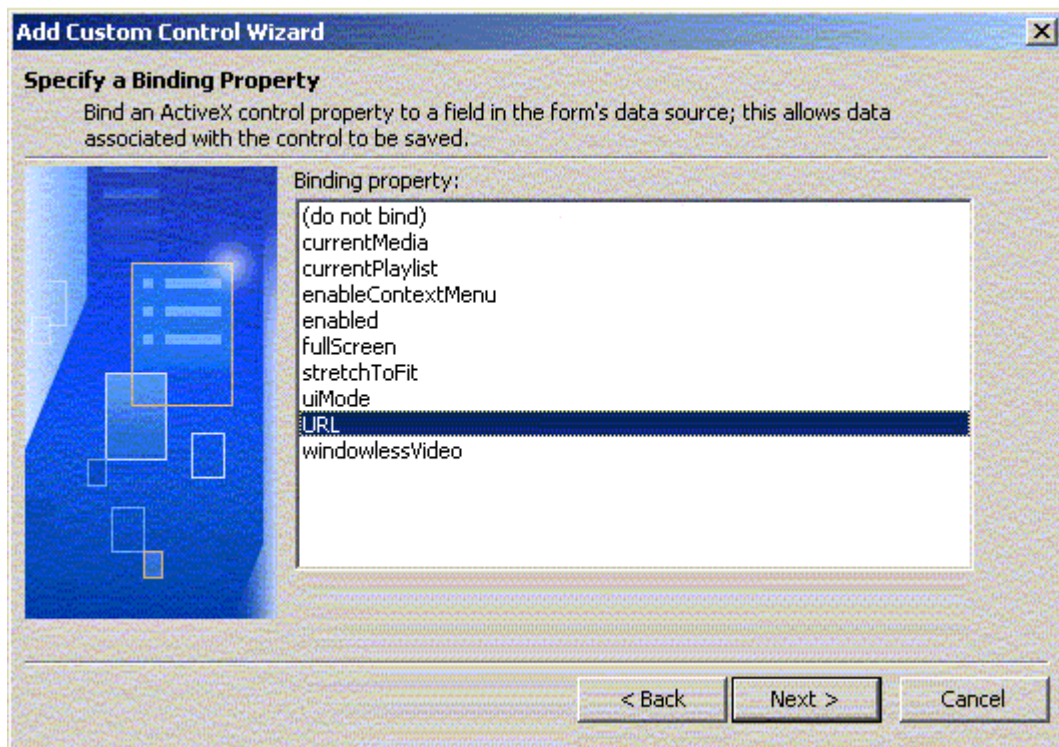 Add Custom Control Wizard
Specify a Binding Property
Bind an ActiveX control property to a field in the form's data source; this allows data
associated with the control to be saved.
Binding property:
(do not bind)
currentMedia
currentPlaylist
enableContextMenu
enabled
fullScreen
stretchToFit
uiMode
URL
windowlessVideo
< Back
Next >
Cancel